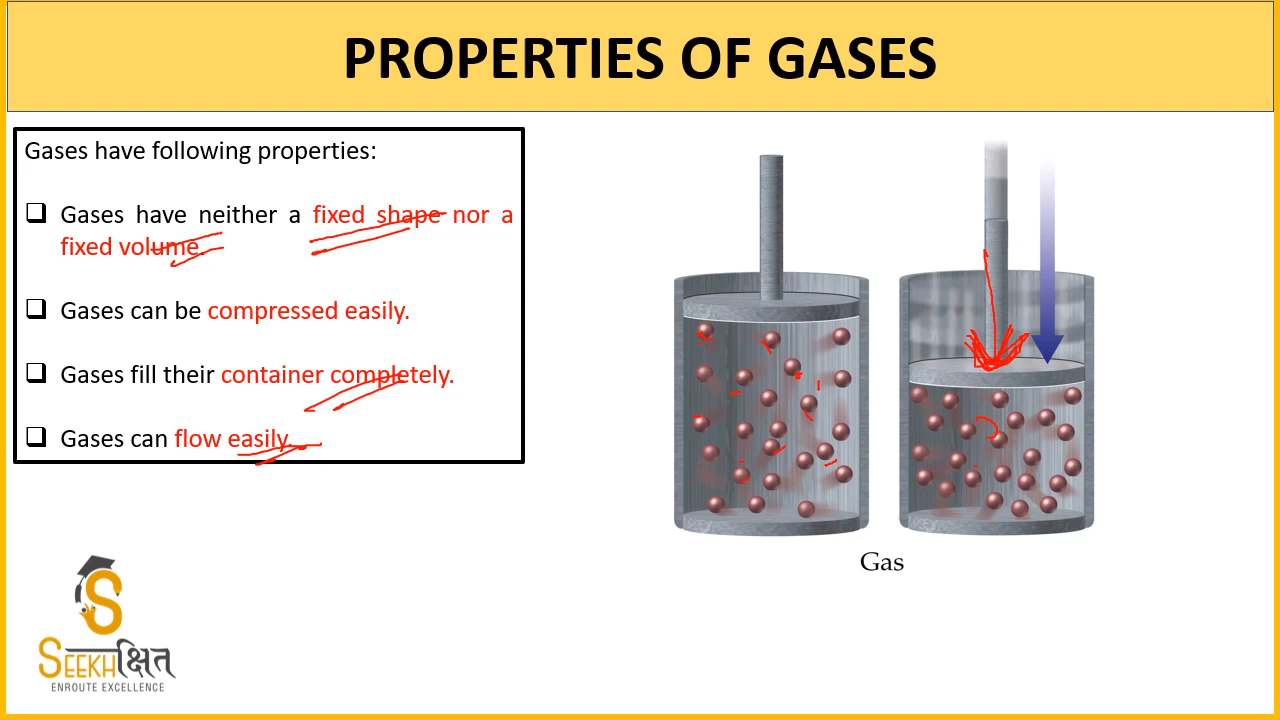 PROPERTIES OF GASES
Gases have following properties:
❑ Gases have neither a fixed shape nor a
fixed volume.
❑ Gases can be compressed easily.
❑ Gases fill their container completely.
❑ Gases can flow easily.
Gas
S
SEEKHक्षित
ENROUTE EXCELLENCE